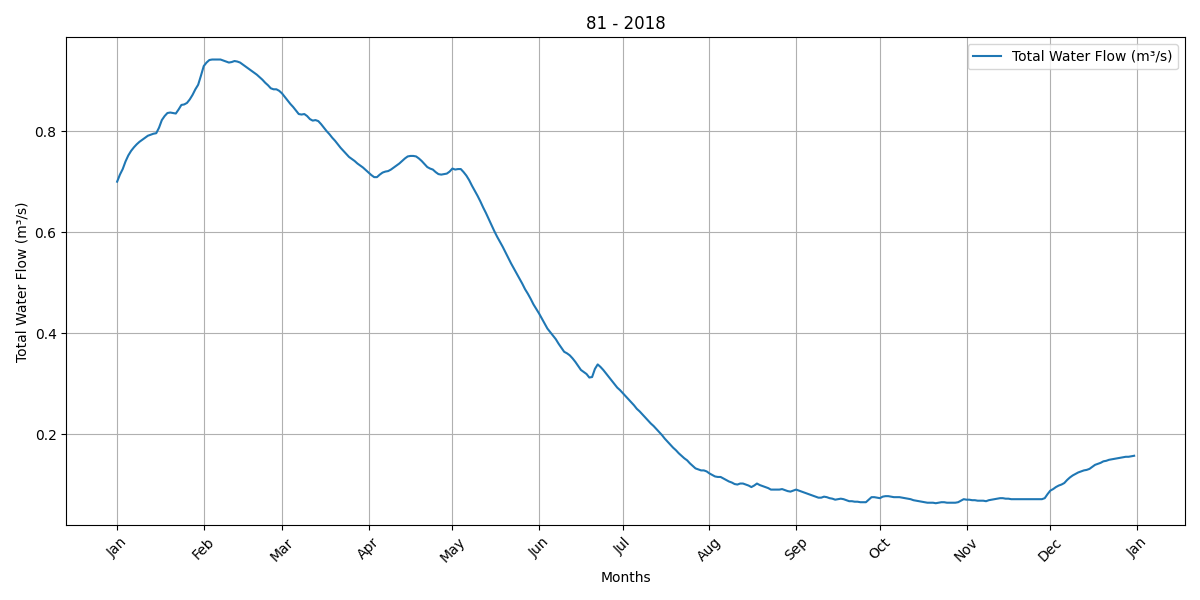 81 - 2018
Total Water Flow (m³/s)
Total Water Flow (m³/s)
0.8
0.6
0.4
0.2
Jan
Feb
Mar
Apr
May
Jun
Jul
Aug
Sep
Oct
Nov
Dec
Jan
Months